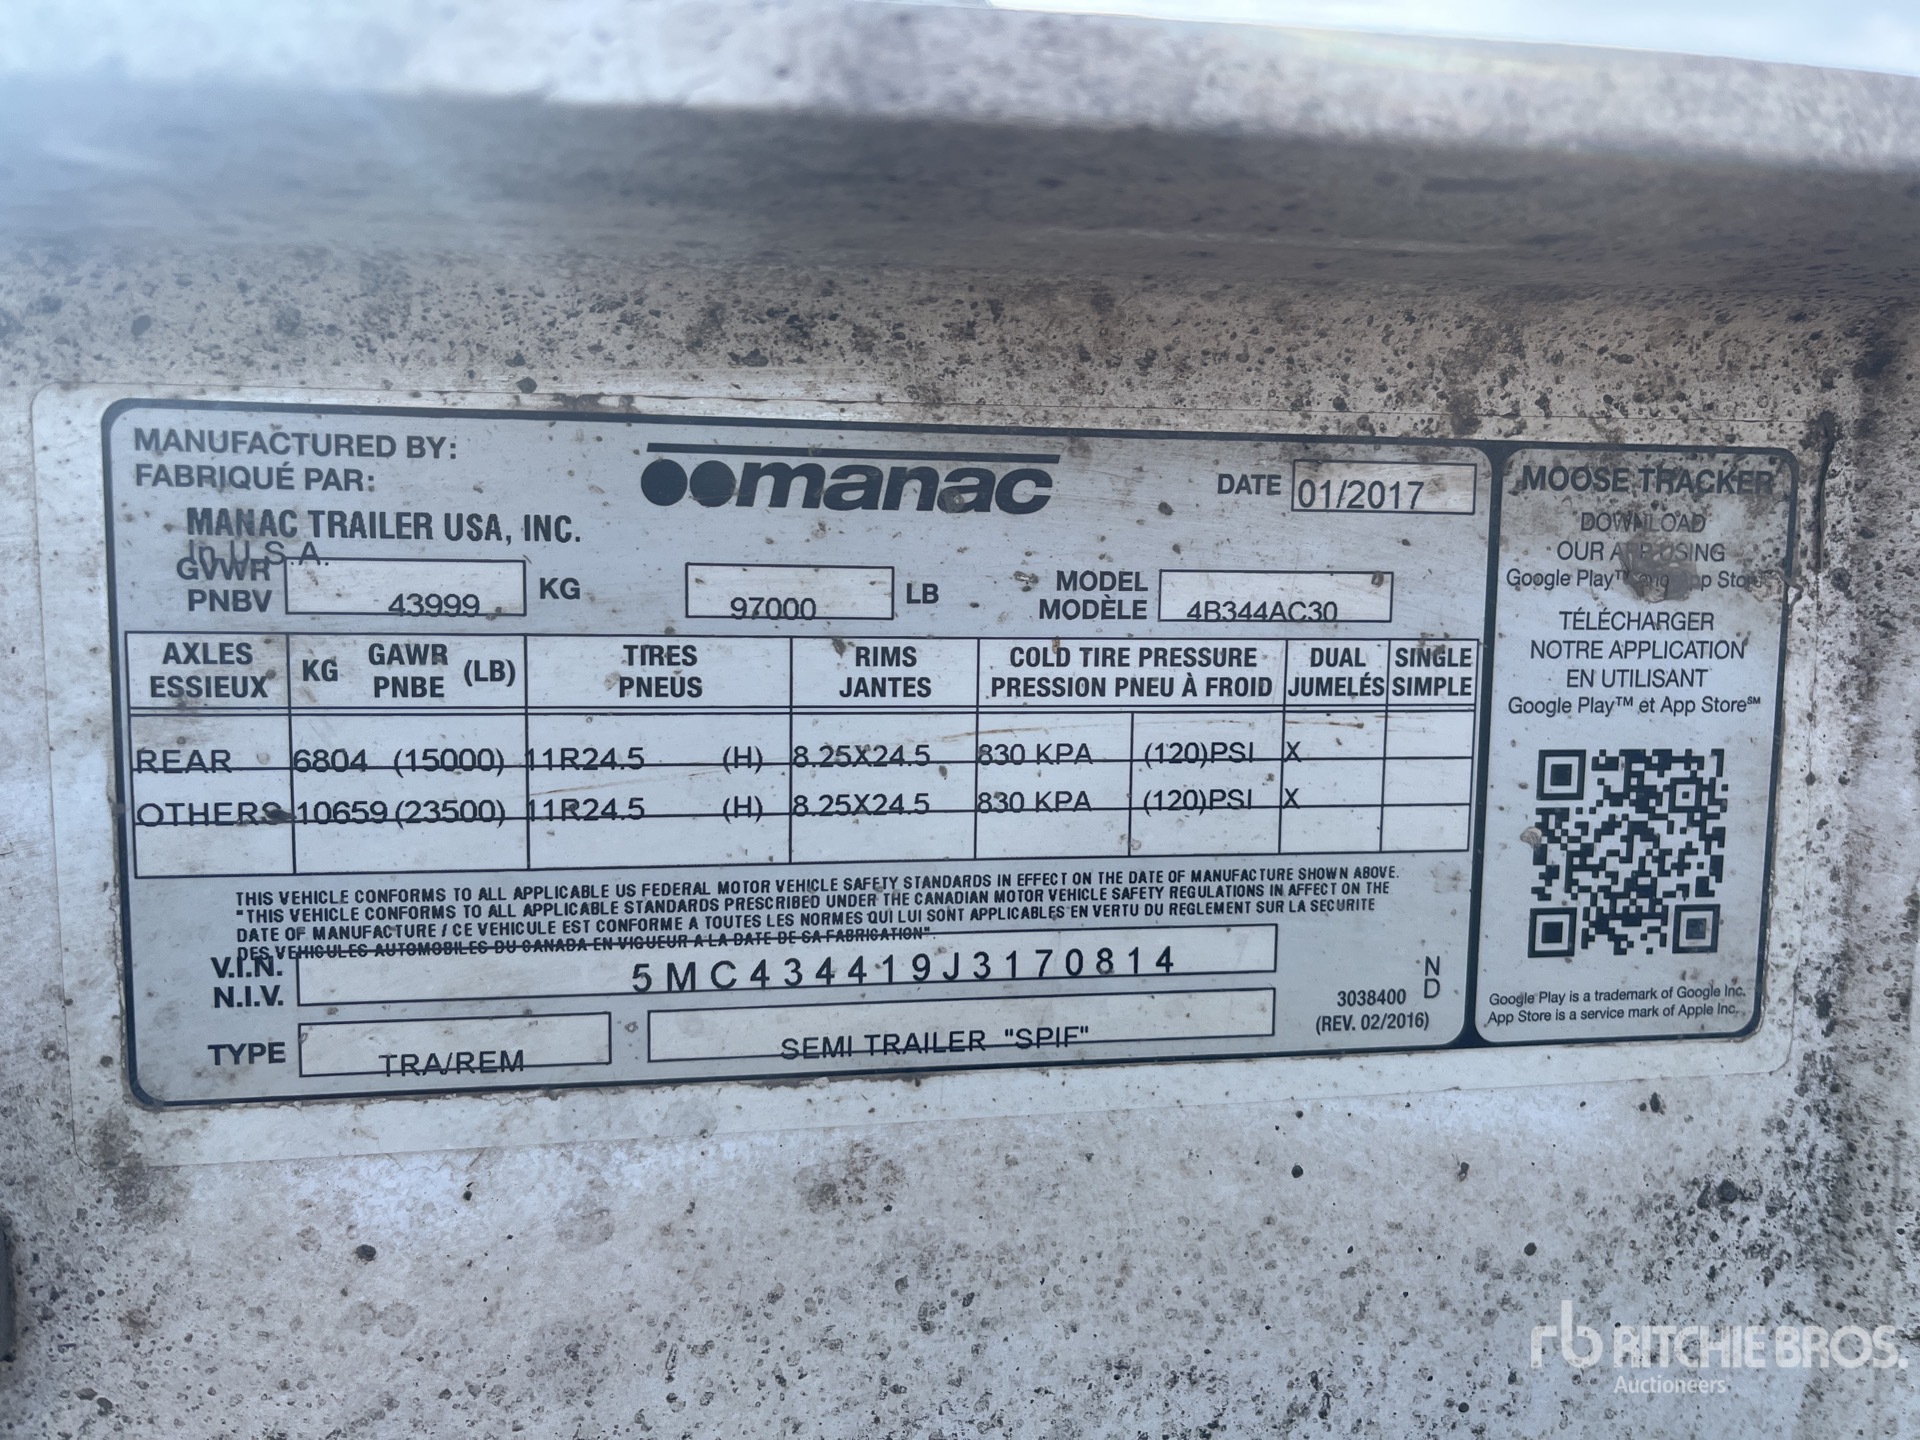 MANUFACTURED BY:
FABRIQUÉ PAR:
manac
DATE 01/2017
MANAC TRAILER USA, INC.
In U.S.A.
GVWR
PNBV 43999 KG 97000 LB
MODEL
MODÈLE 4B344AC30
AXLES
ESSIEUX
KG GAWR
PNBE (LB)
TIRES
PNEUS
RIMS
JANTES
COLD TIRE PRESSURE
PRESSION PNEU À FROID
DUAL
JUMELÉS
SINGLE
SIMPLE
REAR 6804 (15000) 11R24.5 (H) 8.25X24.5 830 KPA (120)PSI X
OTHERS 10659 (23500) 11R24.5 (H) 8.25X24.5 830 KPA (120)PSI X
THIS VEHICLE CONFORMS TO ALL APPLICABLE US FEDERAL MOTOR VEHICLE SAFETY STANDARDS IN EFFECT ON THE DATE OF MANUFACTURE SHOWN ABOVE.
"THIS VEHICLE CONFORMS TO ALL APPLICABLE STANDARDS PRESCRIBED UNDER THE CANADIAN MOTOR VEHICLE SAFETY REGULATIONS IN AFFECT ON THE
DATE OF MANUFACTURE / CE VEHICULE EST CONFORME A TOUTES LES NORMES QUI LUI SONT APPLICABLES EN VERTU DU REGLEMENT SUR LA SECURITE
DES VEHICULES AUTOMOBILES DU CANADA EN VIGUEUR A LA DATE DE SA FABRICATION".
V.I.N.
N.I.V. 5MC434419J3170814
TYPE TRA/REM SEMI TRAILER "SPIF"
N
D
3038400
(REV. 02/2016)
MOOSE TRACKER
DOWNLOAD
OUR APP USING
Google Play™ and App Store
TÉLÉCHARGER
NOTRE APPLICATION
EN UTILISANT
Google Play™ et App Store℠
Google Play is a trademark of Google Inc.
App Store is a service mark of Apple Inc.
rb RITCHIE BROS.
Auctioneers